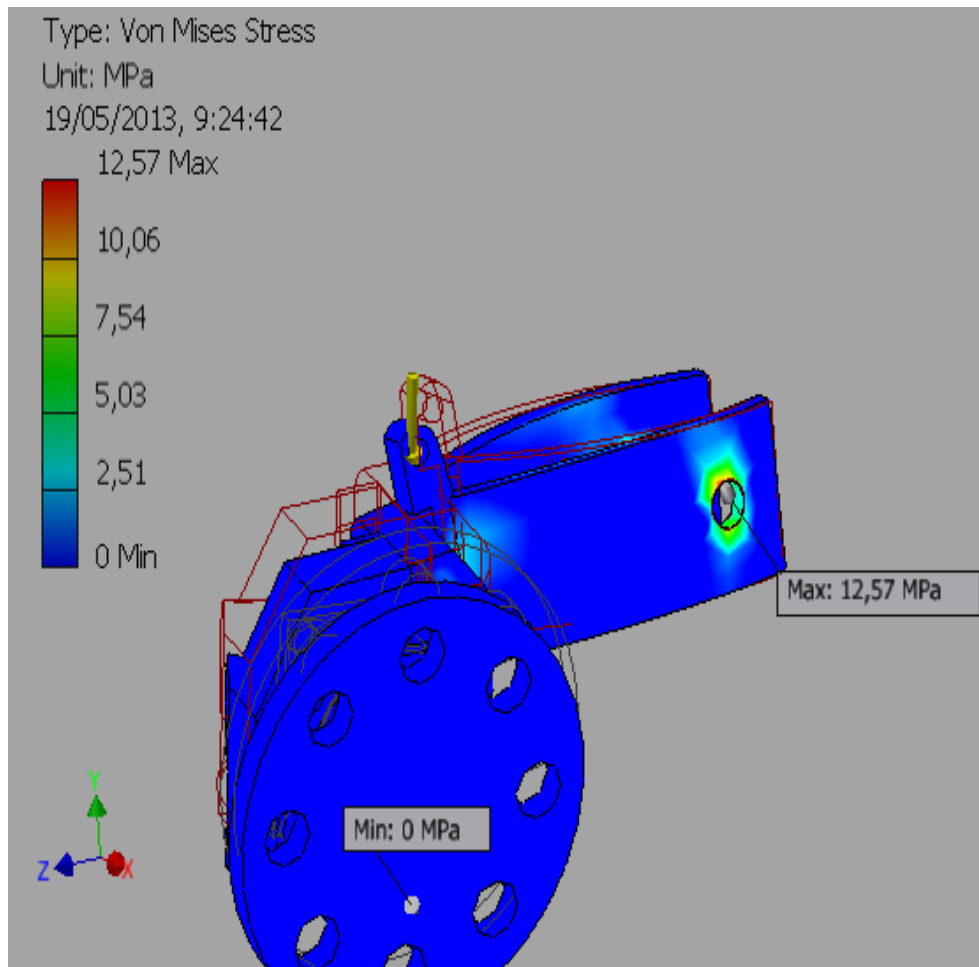 Type: Von Mises Stress
Unit: MPa
19/05/2013, 9:24:42
12,57 Max
10,06
7,54
5,03
2,51
0 Min
Max: 12,57 MPa
Min: 0 MPa
Y
Z
X